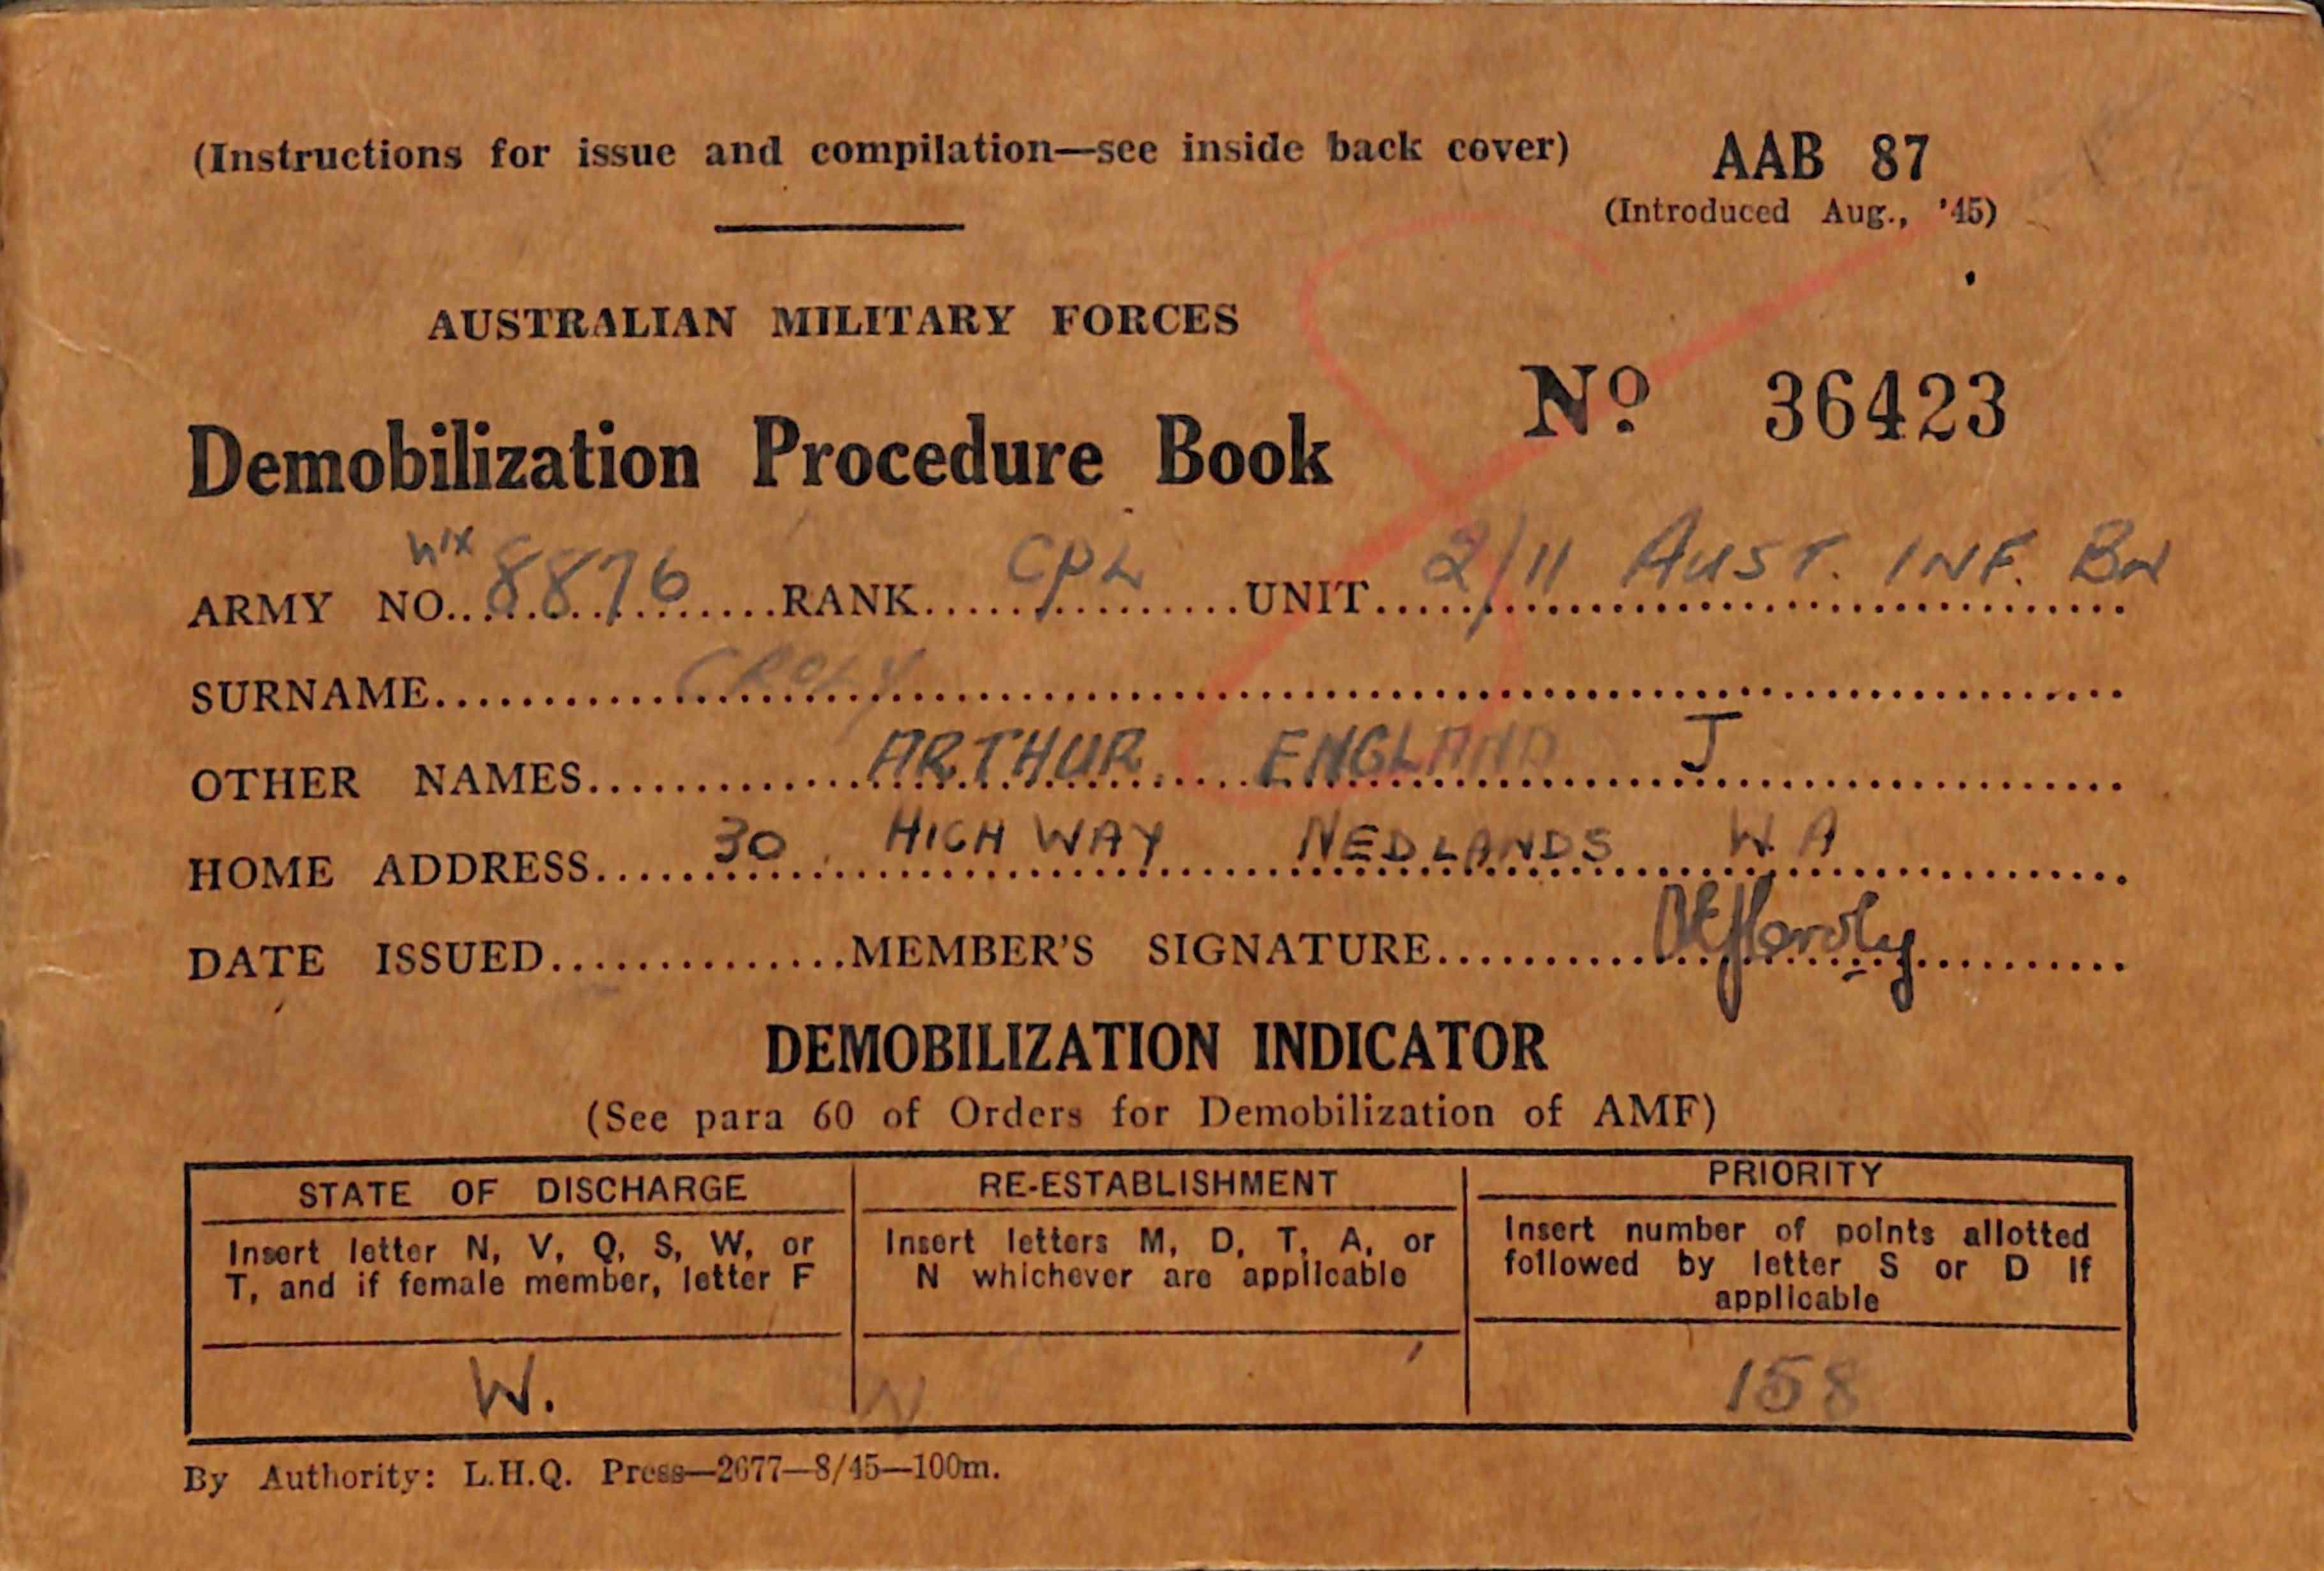 (Instructions for issue and compilation—see inside back cover)
AAB 87
(Introduced Aug., '45)
AUSTRALIAN MILITARY FORCES
Demobilization Procedure Book
No. 36423
ARMY NO. WX 8876 RANK CPL UNIT 2/11 AUST. INF. BN
SURNAME CROLY
OTHER NAMES ARTHUR ENGLAND J
HOME ADDRESS 30 HIGH WAY NEDLANDS W A
DATE ISSUED MEMBER'S SIGNATURE AEJCroly
DEMOBILIZATION INDICATOR
(See para 60 of Orders for Demobilization of AMF)
STATE OF DISCHARGE
Insert letter N, V, Q, S, W, or
T, and if female member, letter F
W.
RE-ESTABLISHMENT
Insert letters M, D, T, A, or
N whichever are applicable
N
PRIORITY
Insert number of points allotted
followed by letter S or D if
applicable
158
By Authority: L.H.Q. Press—2677—8/45—100m.